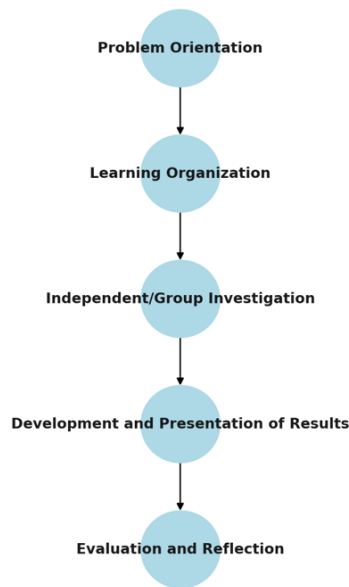 Problem Orientation
Learning Organization
Independent/Group Investigation
Development and Presentation of Results
Evaluation and Reflection